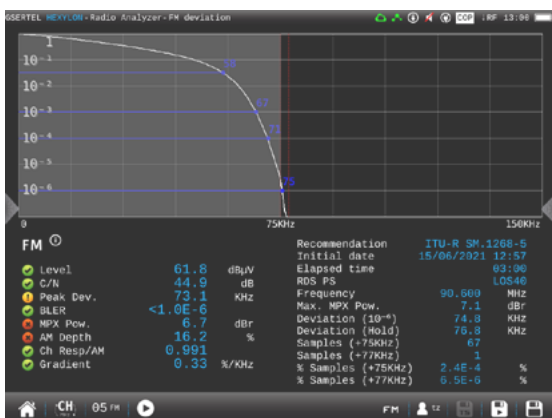 GSERTEL HEXYLON-Radio Analyzer-FM deviation COP :RF 13:00
1
10-1
10-2
10-3
10-4
10-5
10-6
67
71
75
0 75KHz 150KHz
FM
Level 61.8 dBµV
C/N 44.9 dB
Peak Dev. 73.1 KHz
BLER <1.0E-6
MPX Pow. 6.7 dBr
AM Depth 16.2 %
Ch Resp/AM 0.991
Gradient 0.33 %/KHz
Recommendation ITU-R SM.1268-5
Initial date 15/06/2021 12:57
Elapsed time 03:00
RDS PS LOS40
Frequency 90.600 MHz
Max. MPX Pow. 7.1 dBr
Deviation (10⁻⁶) 74.8 KHz
Deviation (Hold) 76.8 KHz
Samples (+75KHz) 67
Samples (+77KHz) 1
% Samples (+75KHz) 2.4E-4 %
% Samples (+77KHz) 6.5E-6 %
CH 05 FM FM